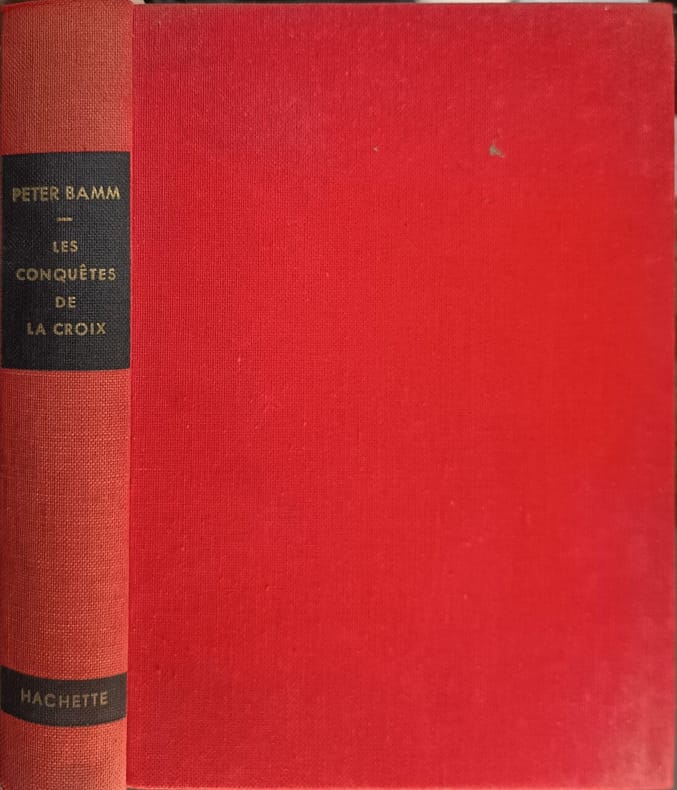 PETER BAMM
LES
CONQUÊTES
DE
LA CROIX
HACHETTE